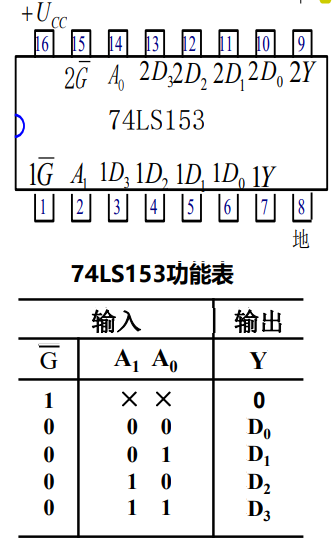 +U_CC
16 15 14 13 12 11 10 9
2G̅ A₀ 2D₃ 2D₂ 2D₁ 2D₀ 2Y
74LS153
1G̅ A₁ 1D₃ 1D₂ 1D₁ 1D₀ 1Y
1 2 3 4 5 6 7 8
地
74LS153功能表
输入 输出
G̅ A₁ A₀ Y
1 × × 0
0 0 0 D₀
0 0 1 D₁
0 1 0 D₂
0 1 1 D₃